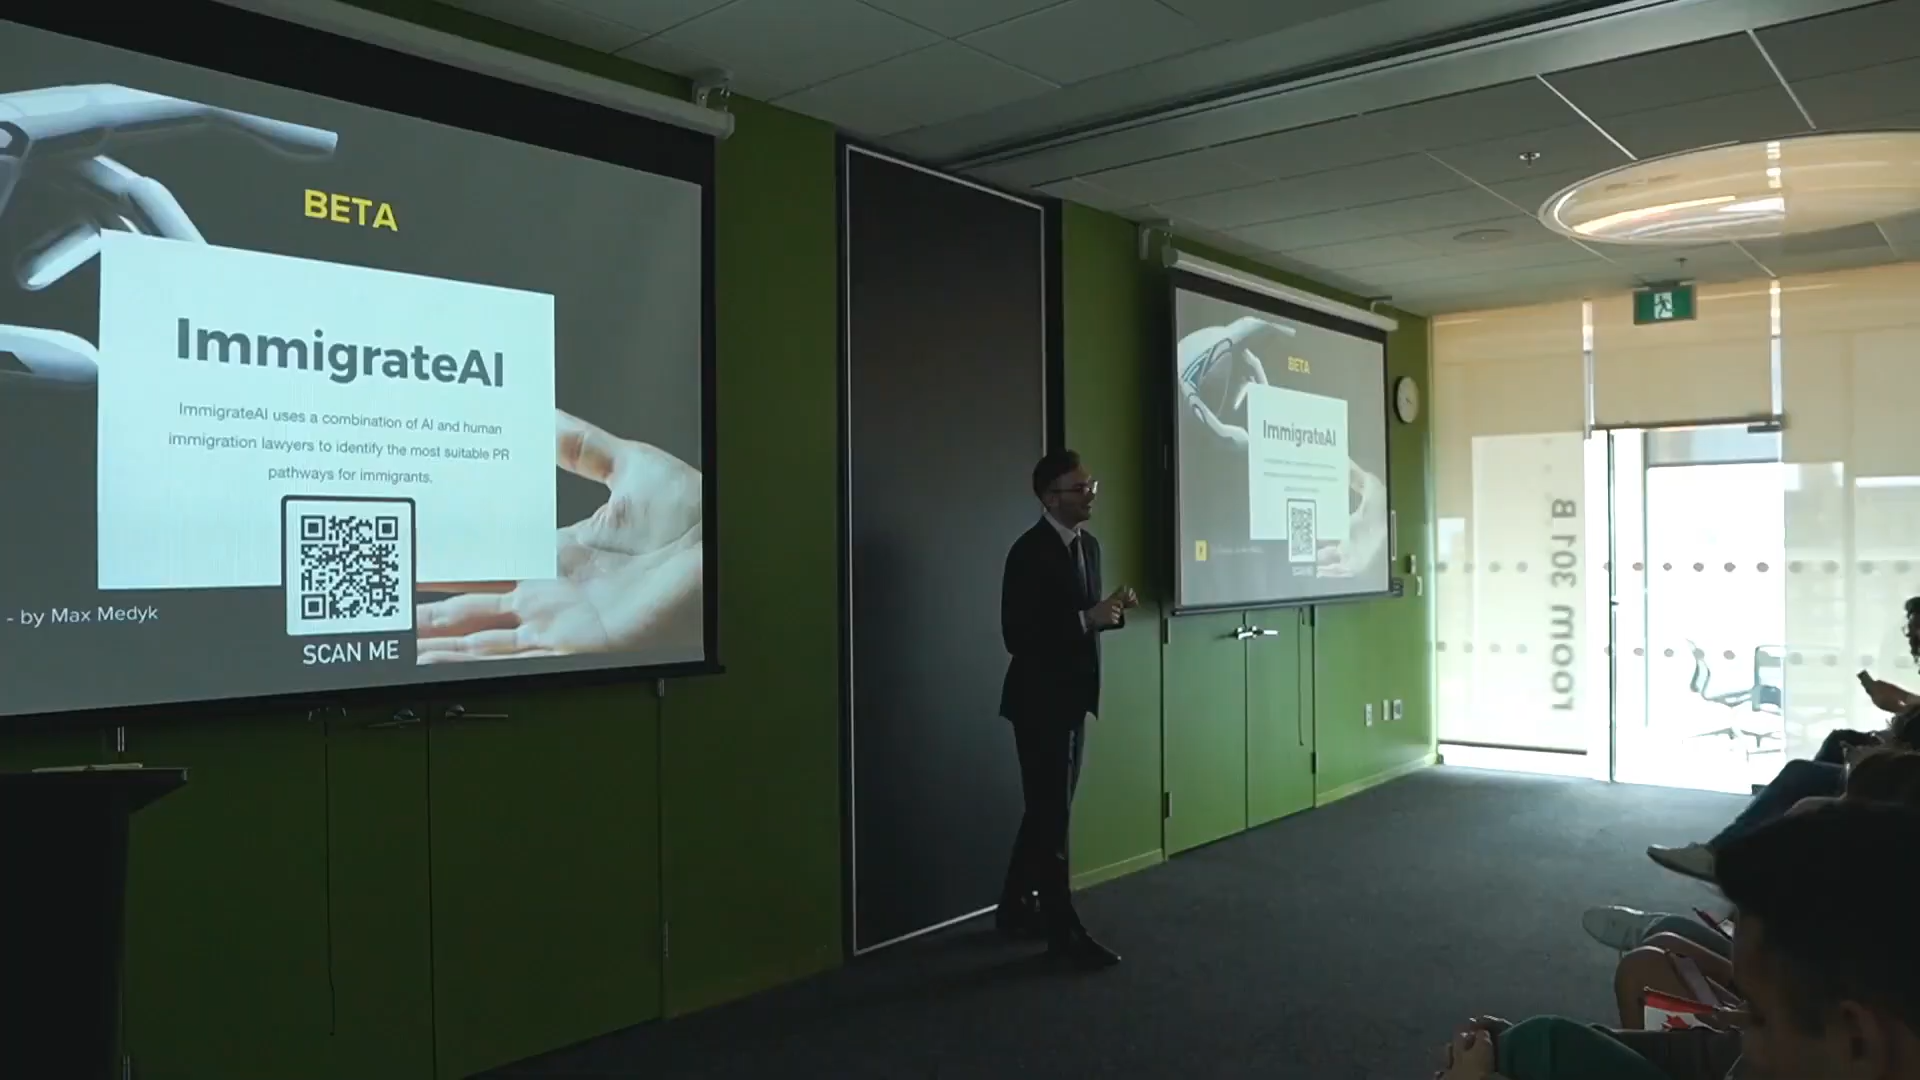 BETA
ImmigrateAI
ImmigrateAI uses a combination of AI and human
immigration lawyers to identify the most suitable PR
pathways for immigrants.
- by Max Medyk
SCAN ME
BETA
ImmigrateAI
SCAN ME
room 301 B